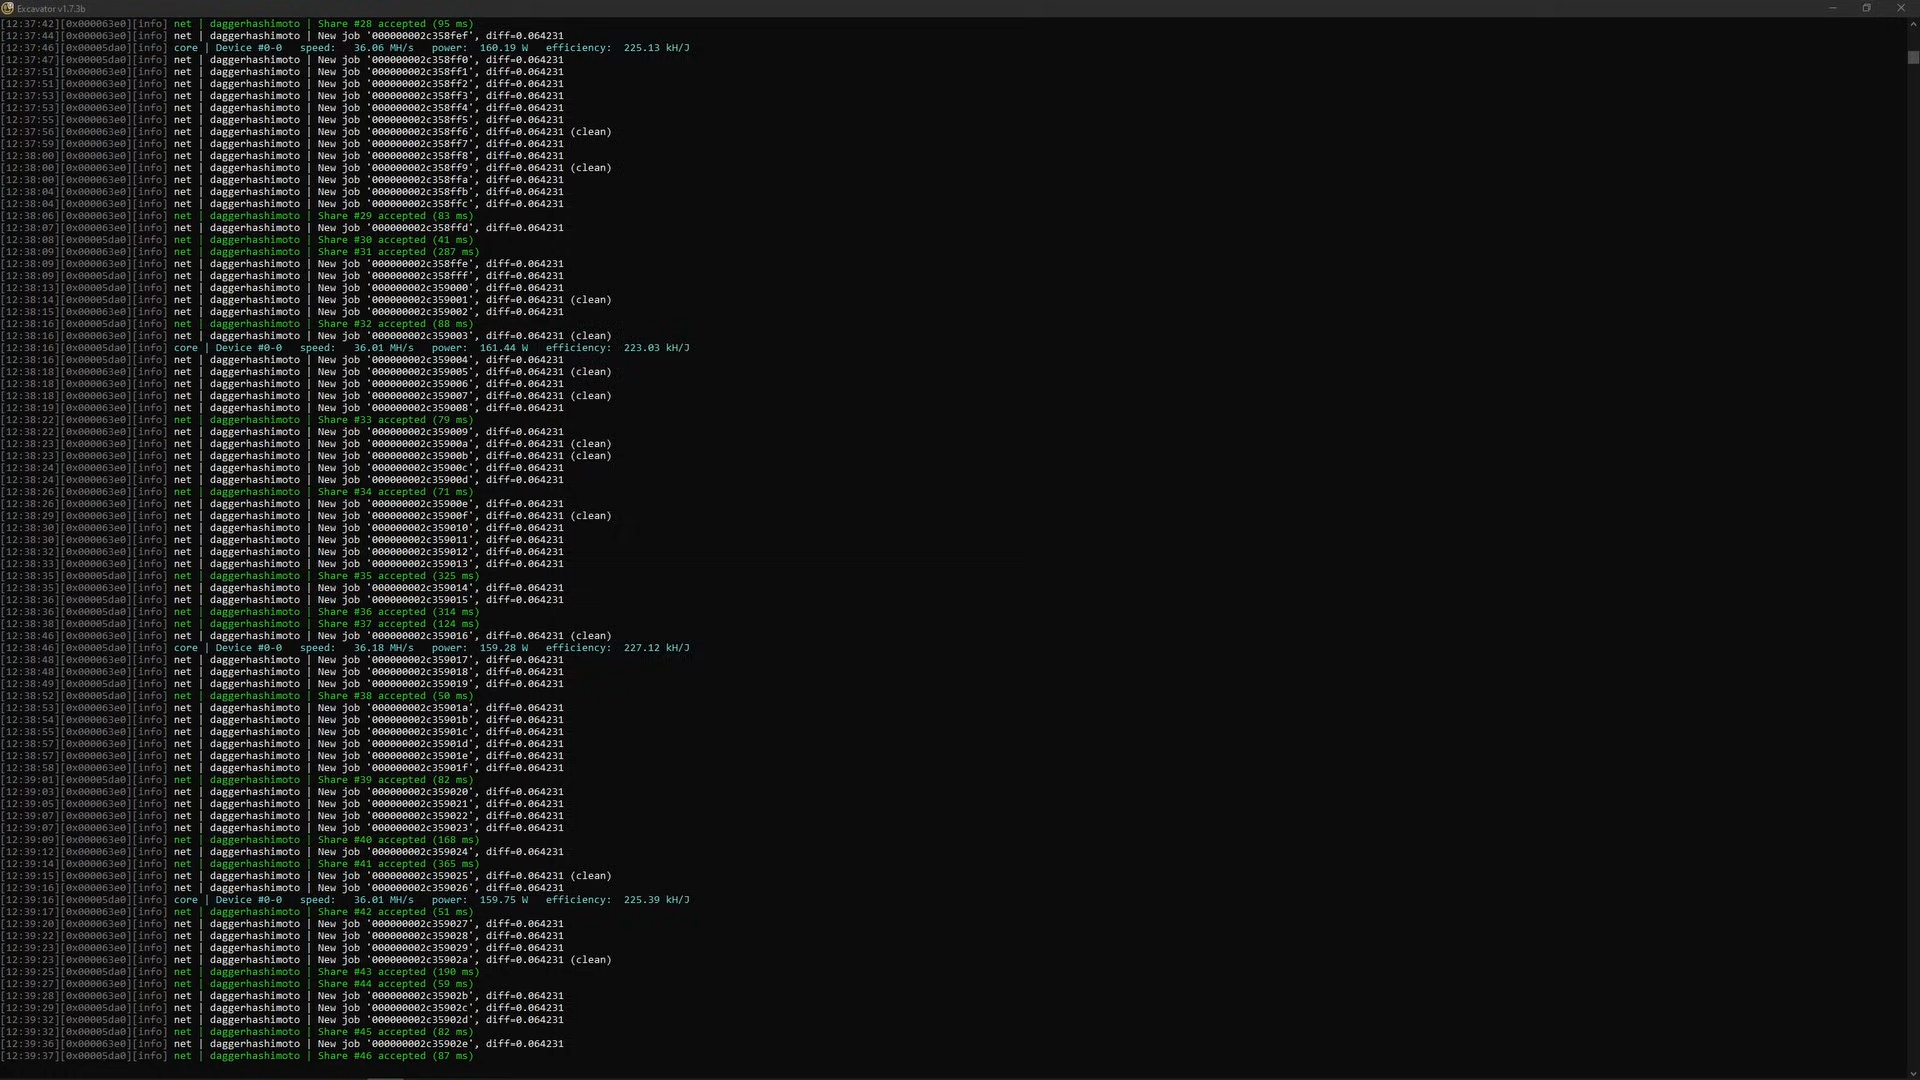 Excavator v1.7.3b
[12:37:42][0x000063e0][info] net | daggerhashimoto | Share #28 accepted (95 ms)
[12:37:44][0x000063e0][info] net | daggerhashimoto | New job '000000002c358fef', diff=0.064231
[12:37:46][0x00005da0][info] core | Device #0-0 speed: 36.06 MH/s power: 160.19 W efficiency: 225.13 kH/J
[12:37:47][0x00005da0][info] net | daggerhashimoto | New job '000000002c358ff0', diff=0.064231
[12:37:51][0x000063e0][info] net | daggerhashimoto | New job '000000002c358ff1', diff=0.064231
[12:37:51][0x000063e0][info] net | daggerhashimoto | New job '000000002c358ff2', diff=0.064231
[12:37:53][0x000063e0][info] net | daggerhashimoto | New job '000000002c358ff3', diff=0.064231
[12:37:53][0x000063e0][info] net | daggerhashimoto | New job '000000002c358ff4', diff=0.064231
[12:37:55][0x00005da0][info] net | daggerhashimoto | New job '000000002c358ff5', diff=0.064231
[12:37:56][0x000063e0][info] net | daggerhashimoto | New job '000000002c358ff6', diff=0.064231 (clean)
[12:37:59][0x000063e0][info] net | daggerhashimoto | New job '000000002c358ff7', diff=0.064231
[12:38:00][0x000063e0][info] net | daggerhashimoto | New job '000000002c358ff8', diff=0.064231
[12:38:00][0x000063e0][info] net | daggerhashimoto | New job '000000002c358ff9', diff=0.064231 (clean)
[12:38:00][0x000063e0][info] net | daggerhashimoto | New job '000000002c358ffa', diff=0.064231
[12:38:04][0x00005da0][info] net | daggerhashimoto | New job '000000002c358ffb', diff=0.064231
[12:38:04][0x00005da0][info] net | daggerhashimoto | New job '000000002c358ffc', diff=0.064231
[12:38:06][0x000063e0][info] net | daggerhashimoto | Share #29 accepted (83 ms)
[12:38:07][0x000063e0][info] net | daggerhashimoto | New job '000000002c358ffd', diff=0.064231
[12:38:08][0x00005da0][info] net | daggerhashimoto | Share #30 accepted (41 ms)
[12:38:09][0x00005da0][info] net | daggerhashimoto | Share #31 accepted (287 ms)
[12:38:09][0x000063e0][info] net | daggerhashimoto | New job '000000002c358ffe', diff=0.064231
[12:38:09][0x000063e0][info] net | daggerhashimoto | New job '000000002c358fff', diff=0.064231
[12:38:13][0x00005da0][info] net | daggerhashimoto | New job '000000002c359000', diff=0.064231
[12:38:14][0x00005da0][info] net | daggerhashimoto | New job '000000002c359001', diff=0.064231 (clean)
[12:38:15][0x00005da0][info] net | daggerhashimoto | New job '000000002c359002', diff=0.064231
[12:38:16][0x00005da0][info] net | daggerhashimoto | Share #32 accepted (88 ms)
[12:38:16][0x000063e0][info] net | daggerhashimoto | New job '000000002c359003', diff=0.064231 (clean)
[12:38:16][0x00005da0][info] core | Device #0-0 speed: 36.01 MH/s power: 161.44 W efficiency: 223.03 kH/J
[12:38:16][0x00005da0][info] net | daggerhashimoto | New job '000000002c359004', diff=0.064231
[12:38:18][0x00005da0][info] net | daggerhashimoto | New job '000000002c359005', diff=0.064231 (clean)
[12:38:18][0x00005da0][info] net | daggerhashimoto | New job '000000002c359006', diff=0.064231
[12:38:18][0x000063e0][info] net | daggerhashimoto | New job '000000002c359007', diff=0.064231 (clean)
[12:38:19][0x00005da0][info] net | daggerhashimoto | New job '000000002c359008', diff=0.064231
[12:38:22][0x00005da0][info] net | daggerhashimoto | Share #33 accepted (79 ms)
[12:38:22][0x000063e0][info] net | daggerhashimoto | New job '000000002c359009', diff=0.064231
[12:38:23][0x000063e0][info] net | daggerhashimoto | New job '000000002c35900a', diff=0.064231 (clean)
[12:38:23][0x00005da0][info] net | daggerhashimoto | New job '000000002c35900b', diff=0.064231 (clean)
[12:38:24][0x000063e0][info] net | daggerhashimoto | New job '000000002c35900c', diff=0.064231
[12:38:24][0x00005da0][info] net | daggerhashimoto | New job '000000002c35900d', diff=0.064231
[12:38:26][0x00005da0][info] net | daggerhashimoto | Share #34 accepted (71 ms)
[12:38:26][0x000063e0][info] net | daggerhashimoto | New job '000000002c35900e', diff=0.064231
[12:38:29][0x00005da0][info] net | daggerhashimoto | New job '000000002c35900f', diff=0.064231 (clean)
[12:38:30][0x000063e0][info] net | daggerhashimoto | New job '000000002c359010', diff=0.064231
[12:38:30][0x00005da0][info] net | daggerhashimoto | New job '000000002c359011', diff=0.064231
[12:38:32][0x00005da0][info] net | daggerhashimoto | New job '000000002c359012', diff=0.064231
[12:38:33][0x00005da0][info] net | daggerhashimoto | New job '000000002c359013', diff=0.064231
[12:38:35][0x00005da0][info] net | daggerhashimoto | Share #35 accepted (325 ms)
[12:38:35][0x000063e0][info] net | daggerhashimoto | New job '000000002c359014', diff=0.064231
[12:38:36][0x00005da0][info] net | daggerhashimoto | New job '000000002c359015', diff=0.064231
[12:38:36][0x000063e0][info] net | daggerhashimoto | Share #36 accepted (314 ms)
[12:38:38][0x00005da0][info] net | daggerhashimoto | Share #37 accepted (124 ms)
[12:38:46][0x000063e0][info] net | daggerhashimoto | New job '000000002c359016', diff=0.064231 (clean)
[12:38:46][0x00005da0][info] core | Device #0-0 speed: 36.18 MH/s power: 159.28 W efficiency: 227.12 kH/J
[12:38:48][0x00005da0][info] net | daggerhashimoto | New job '000000002c359017', diff=0.064231
[12:38:48][0x000063e0][info] net | daggerhashimoto | New job '000000002c359018', diff=0.064231
[12:38:49][0x00005da0][info] net | daggerhashimoto | New job '000000002c359019', diff=0.064231
[12:38:52][0x00005da0][info] net | daggerhashimoto | Share #38 accepted (50 ms)
[12:38:53][0x000063e0][info] net | daggerhashimoto | New job '000000002c35901a', diff=0.064231
[12:38:54][0x00005da0][info] net | daggerhashimoto | New job '000000002c35901b', diff=0.064231
[12:38:55][0x00005da0][info] net | daggerhashimoto | New job '000000002c35901c', diff=0.064231
[12:38:57][0x000063e0][info] net | daggerhashimoto | New job '000000002c35901d', diff=0.064231
[12:38:57][0x000063e0][info] net | daggerhashimoto | New job '000000002c35901e', diff=0.064231
[12:38:58][0x00005da0][info] net | daggerhashimoto | New job '000000002c35901f', diff=0.064231
[12:39:01][0x00005da0][info] net | daggerhashimoto | Share #39 accepted (82 ms)
[12:39:03][0x000063e0][info] net | daggerhashimoto | New job '000000002c359020', diff=0.064231
[12:39:05][0x00005da0][info] net | daggerhashimoto | New job '000000002c359021', diff=0.064231
[12:39:07][0x000063e0][info] net | daggerhashimoto | New job '000000002c359022', diff=0.064231
[12:39:07][0x00005da0][info] net | daggerhashimoto | New job '000000002c359023', diff=0.064231
[12:39:09][0x000063e0][info] net | daggerhashimoto | Share #40 accepted (168 ms)
[12:39:12][0x000063e0][info] net | daggerhashimoto | New job '000000002c359024', diff=0.064231
[12:39:14][0x00005da0][info] net | daggerhashimoto | Share #41 accepted (365 ms)
[12:39:15][0x00005da0][info] net | daggerhashimoto | New job '000000002c359025', diff=0.064231 (clean)
[12:39:16][0x000063e0][info] net | daggerhashimoto | New job '000000002c359026', diff=0.064231
[12:39:16][0x00005da0][info] core | Device #0-0 speed: 36.01 MH/s power: 159.75 W efficiency: 225.39 kH/J
[12:39:17][0x00005da0][info] net | daggerhashimoto | Share #42 accepted (51 ms)
[12:39:20][0x00005da0][info] net | daggerhashimoto | New job '000000002c359027', diff=0.064231
[12:39:22][0x000063e0][info] net | daggerhashimoto | New job '000000002c359028', diff=0.064231
[12:39:23][0x00005da0][info] net | daggerhashimoto | New job '000000002c359029', diff=0.064231
[12:39:23][0x00005da0][info] net | daggerhashimoto | New job '000000002c35902a', diff=0.064231 (clean)
[12:39:25][0x00005da0][info] net | daggerhashimoto | Share #43 accepted (190 ms)
[12:39:27][0x000063e0][info] net | daggerhashimoto | Share #44 accepted (59 ms)
[12:39:28][0x00005da0][info] net | daggerhashimoto | New job '000000002c35902b', diff=0.064231
[12:39:29][0x00005da0][info] net | daggerhashimoto | New job '000000002c35902c', diff=0.064231
[12:39:32][0x00005da0][info] net | daggerhashimoto | New job '000000002c35902d', diff=0.064231
[12:39:32][0x000063e0][info] net | daggerhashimoto | Share #45 accepted (82 ms)
[12:39:36][0x000063e0][info] net | daggerhashimoto | New job '000000002c35902e', diff=0.064231
[12:39:37][0x00005da0][info] net | daggerhashimoto | Share #46 accepted (87 ms)